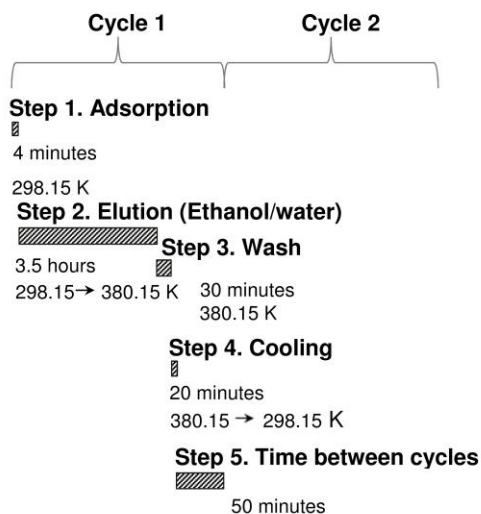 Cycle 1 Cycle 2
Step 1. Adsorption
4 minutes
298.15 K
Step 2. Elution (Ethanol/water)
3.5 hours
298.15→ 380.15 K
Step 3. Wash
30 minutes
380.15 K
Step 4. Cooling
20 minutes
380.15 → 298.15 K
Step 5. Time between cycles
50 minutes